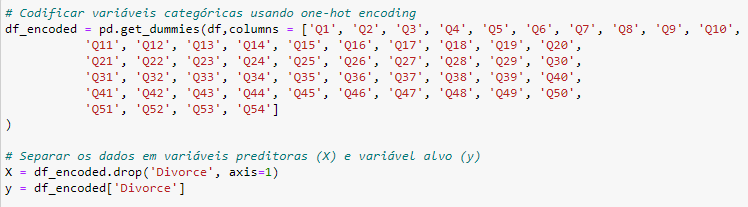 # Codificar variáveis categóricas usando one-hot encoding
df_encoded = pd.get_dummies(df,columns = ['Q1', 'Q2', 'Q3', 'Q4', 'Q5', 'Q6', 'Q7', 'Q8', 'Q9', 'Q10',
'Q11', 'Q12', 'Q13', 'Q14', 'Q15', 'Q16', 'Q17', 'Q18', 'Q19', 'Q20',
'Q21', 'Q22', 'Q23', 'Q24', 'Q25', 'Q26', 'Q27', 'Q28', 'Q29', 'Q30',
'Q31', 'Q32', 'Q33', 'Q34', 'Q35', 'Q36', 'Q37', 'Q38', 'Q39', 'Q40',
'Q41', 'Q42', 'Q43', 'Q44', 'Q45', 'Q46', 'Q47', 'Q48', 'Q49', 'Q50',
'Q51', 'Q52', 'Q53', 'Q54']
)
# Separar os dados em variáveis preditoras (X) e variável alvo (y)
X = df_encoded.drop('Divorce', axis=1)
y = df_encoded['Divorce']